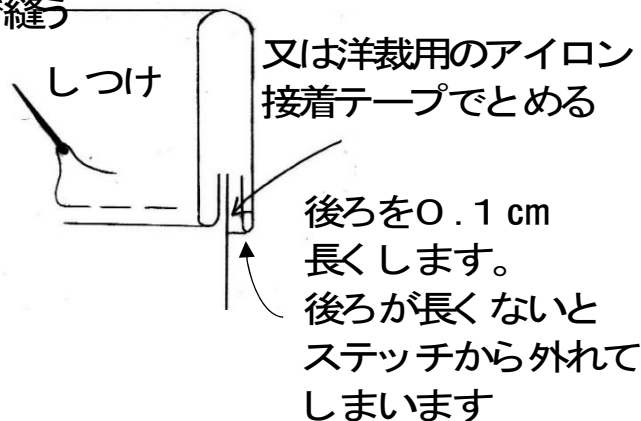 縫う
しつけ
又は洋裁用のアイロン
接着テープでとめる
後ろを0.1cm
長くします。
後ろが長くないと
ステッチから外れて
しまいます